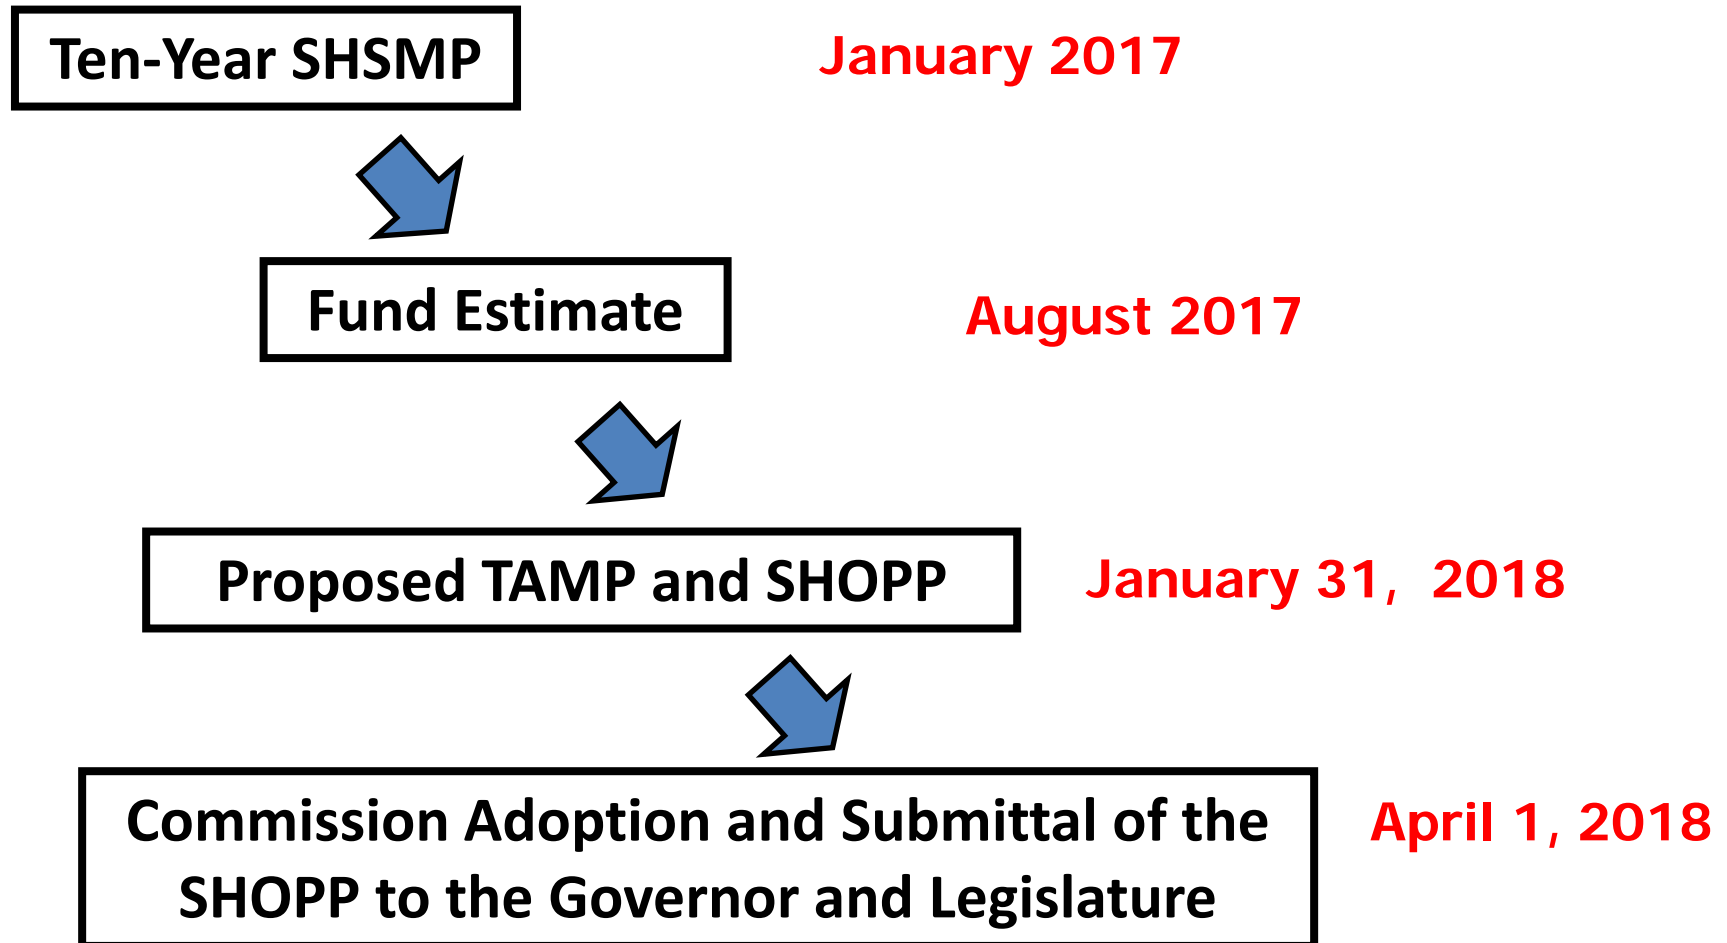 Ten-Year SHSMP
January 2017
Fund Estimate
August 2017
Proposed TAMP and SHOPP
January 31, 2018
Commission Adoption and Submittal of the
SHOPP to the Governor and Legislature
April 1, 2018